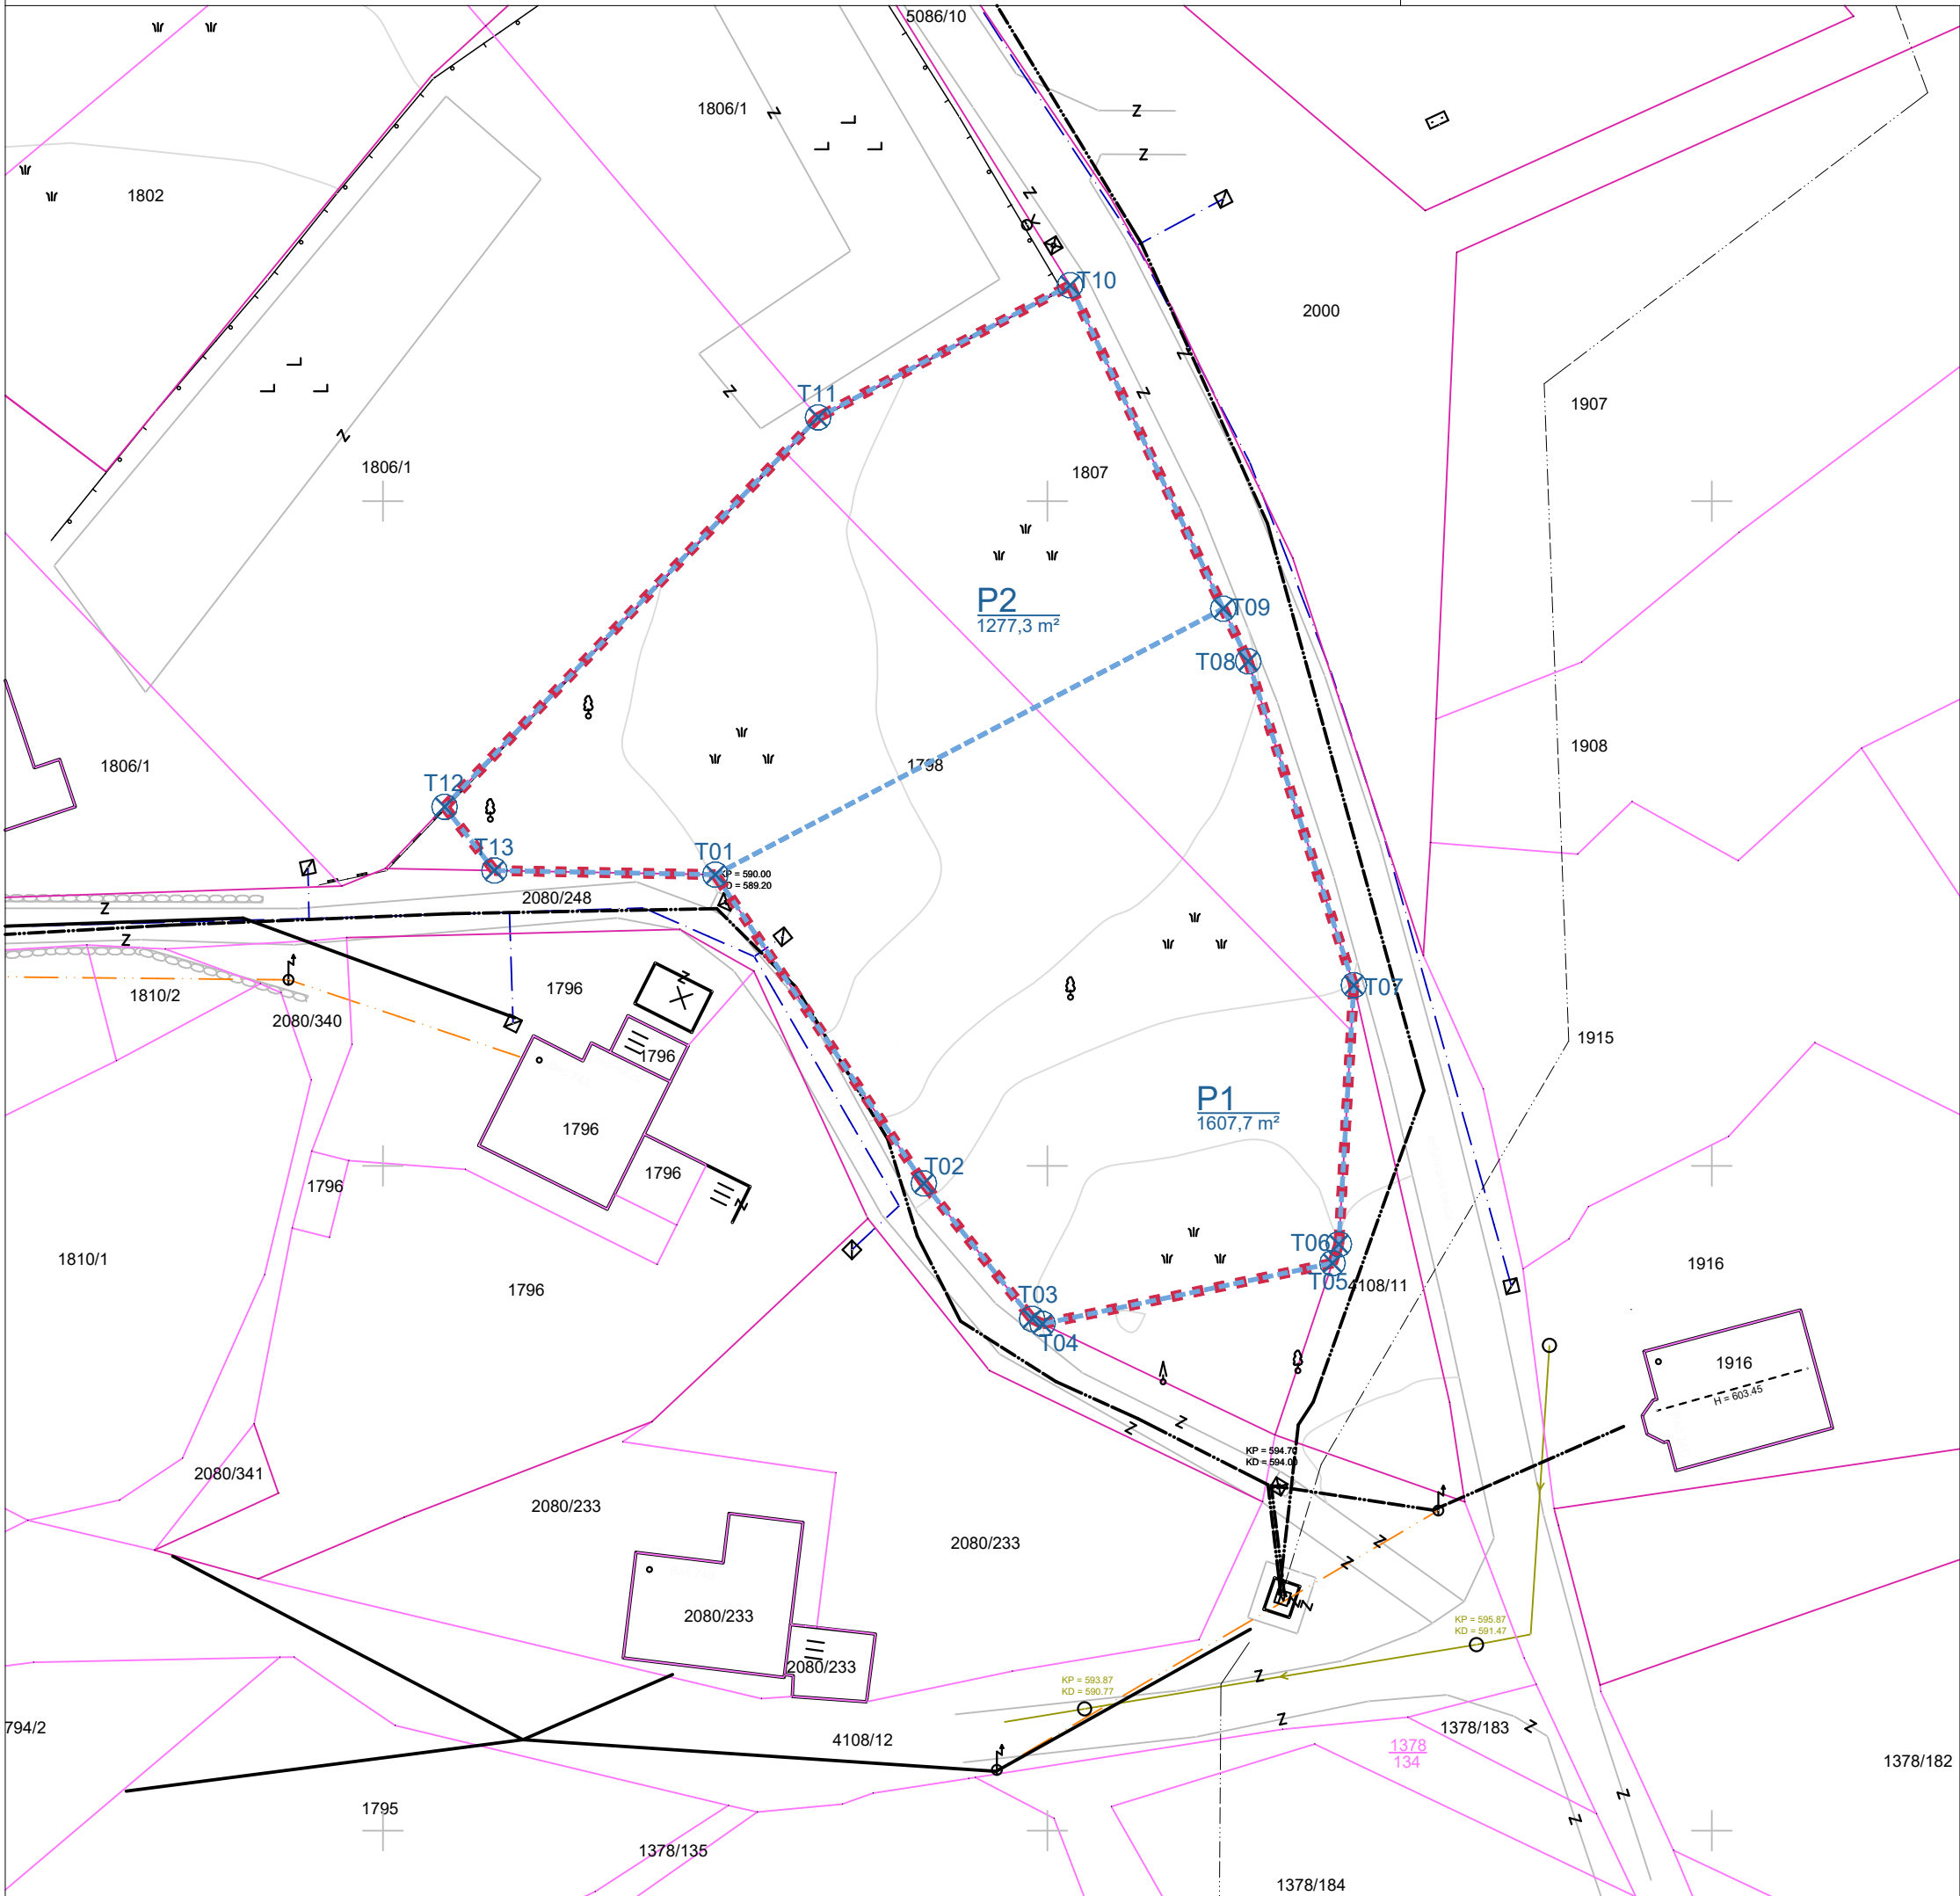 5086/10
1806/1
1802
T10
2000
T11
1907
1806/1
1807
P2
1277,3 m²
T09
T08
1908
1798
1806/1
T12
T13
T01
KP = 590.00
KD = 589.20
2080/248
T07
1796
1810/2
2080/340
1915
1796
P1
1607,7 m²
1796
T02
1796
1796
T06
1810/1
1916
T05
4108/11
1796
T03
T04
1916
H = 603.45
KP = 594.70
KD = 594.00
2080/341
2080/233
2080/233
2080/233
KP = 595.87
KD = 591.47
2080/233
KP = 593.87
KD = 590.77
794/2
4108/12
1378/183
1378
134
1378/182
1795
1378/135
1378/184